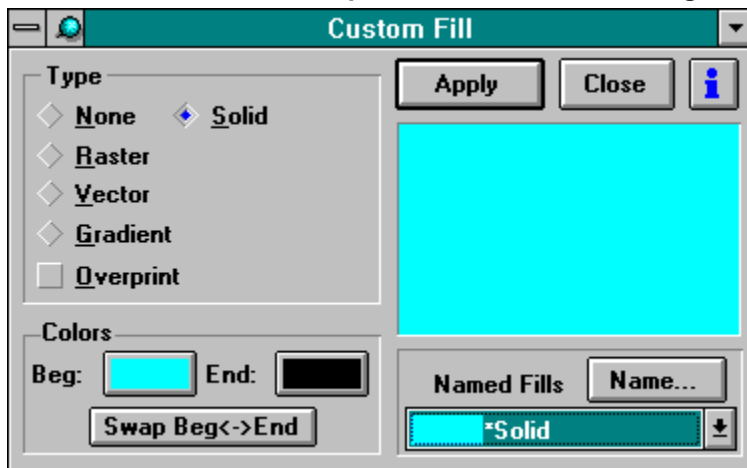 Custom Fill
Type
None Solid
Raster
Vector
Gradient
Overprint
Apply Close i
Colors
Beg: End:
Swap Beg<->End
Named Fills Name...
*Solid